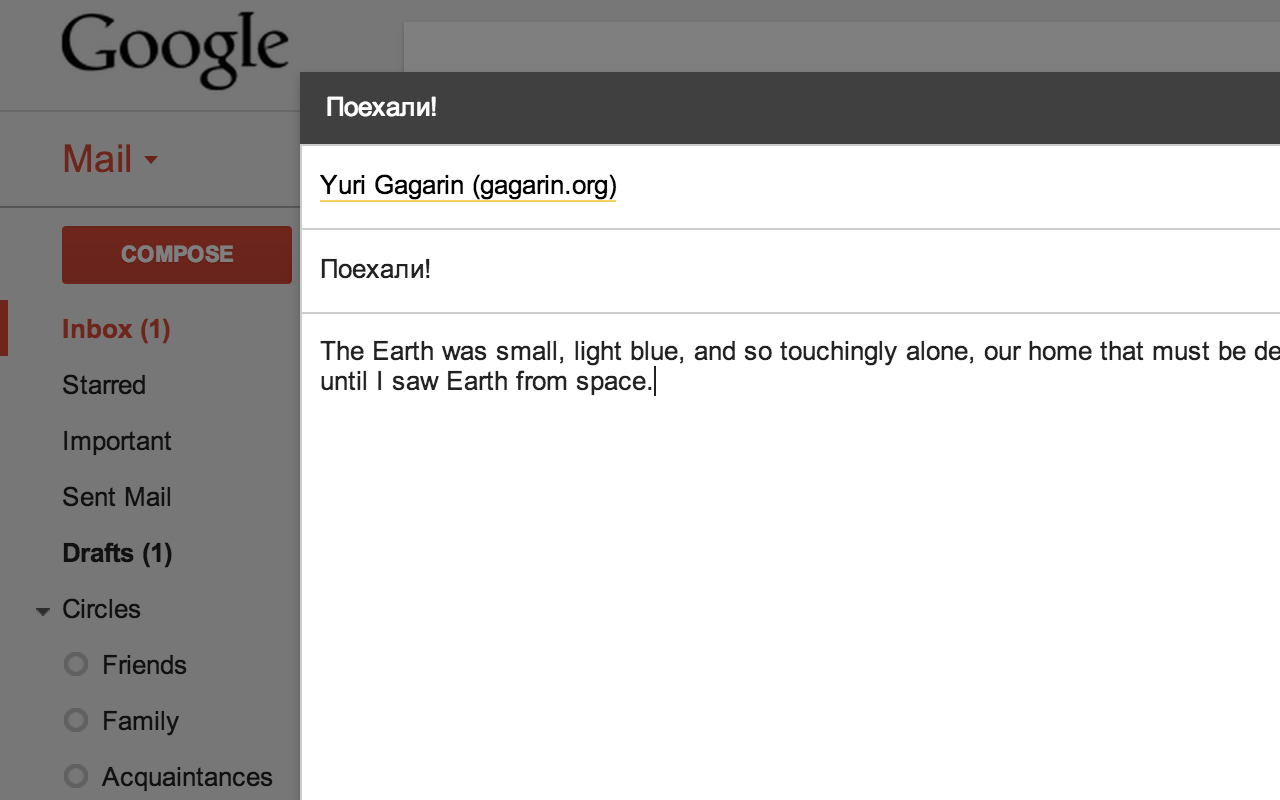 Google
Поехали!
Mail
Yuri Gagarin (gagarin.org)
COMPOSE
Поехали!
Inbox (1)
The Earth was small, light blue, and so touchingly alone, our home that must be de
until I saw Earth from space.
Starred
Important
Sent Mail
Drafts (1)
Circles
Friends
Family
Acquaintances